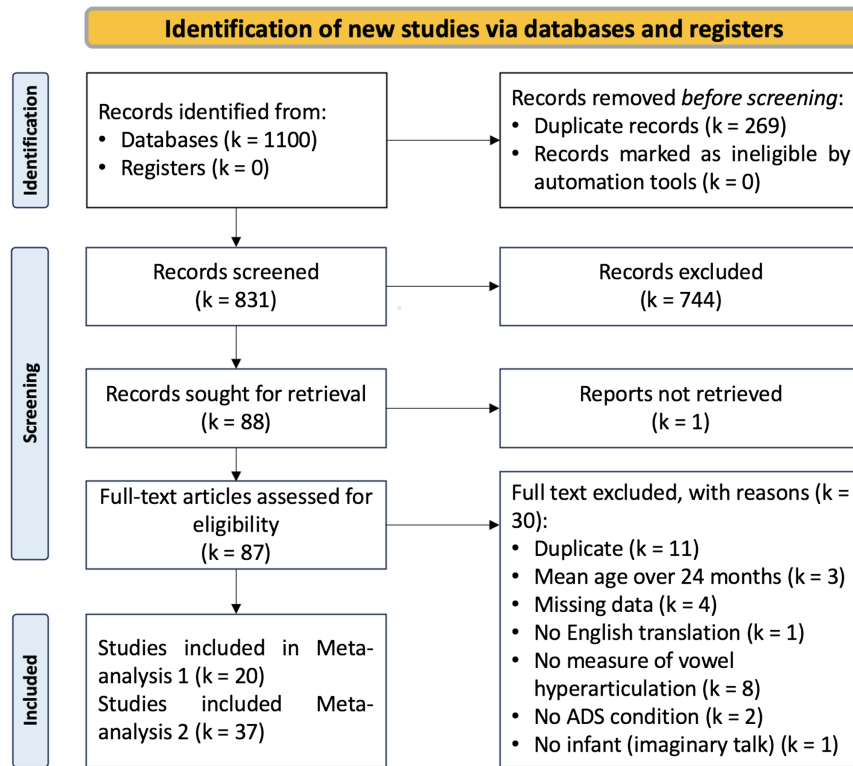 Identification of new studies via databases and registers
Identification
Records identified from:
• Databases (k = 1100)
• Registers (k = 0)
Records removed before screening:
• Duplicate records (k = 269)
• Records marked as ineligible by
automation tools (k = 0)
Screening
Records screened
(k = 831)
Records excluded
(k = 744)
Records sought for retrieval
(k = 88)
Reports not retrieved
(k = 1)
Full-text articles assessed for
eligibility
(k = 87)
Full text excluded, with reasons (k =
30):
• Duplicate (k = 11)
• Mean age over 24 months (k = 3)
• Missing data (k = 4)
• No English translation (k = 1)
• No measure of vowel
hyperarticulation (k = 8)
• No ADS condition (k = 2)
• No infant (imaginary talk) (k = 1)
Included
Studies included in Meta-
analysis 1 (k = 20)
Studies included Meta-
analysis 2 (k = 37)